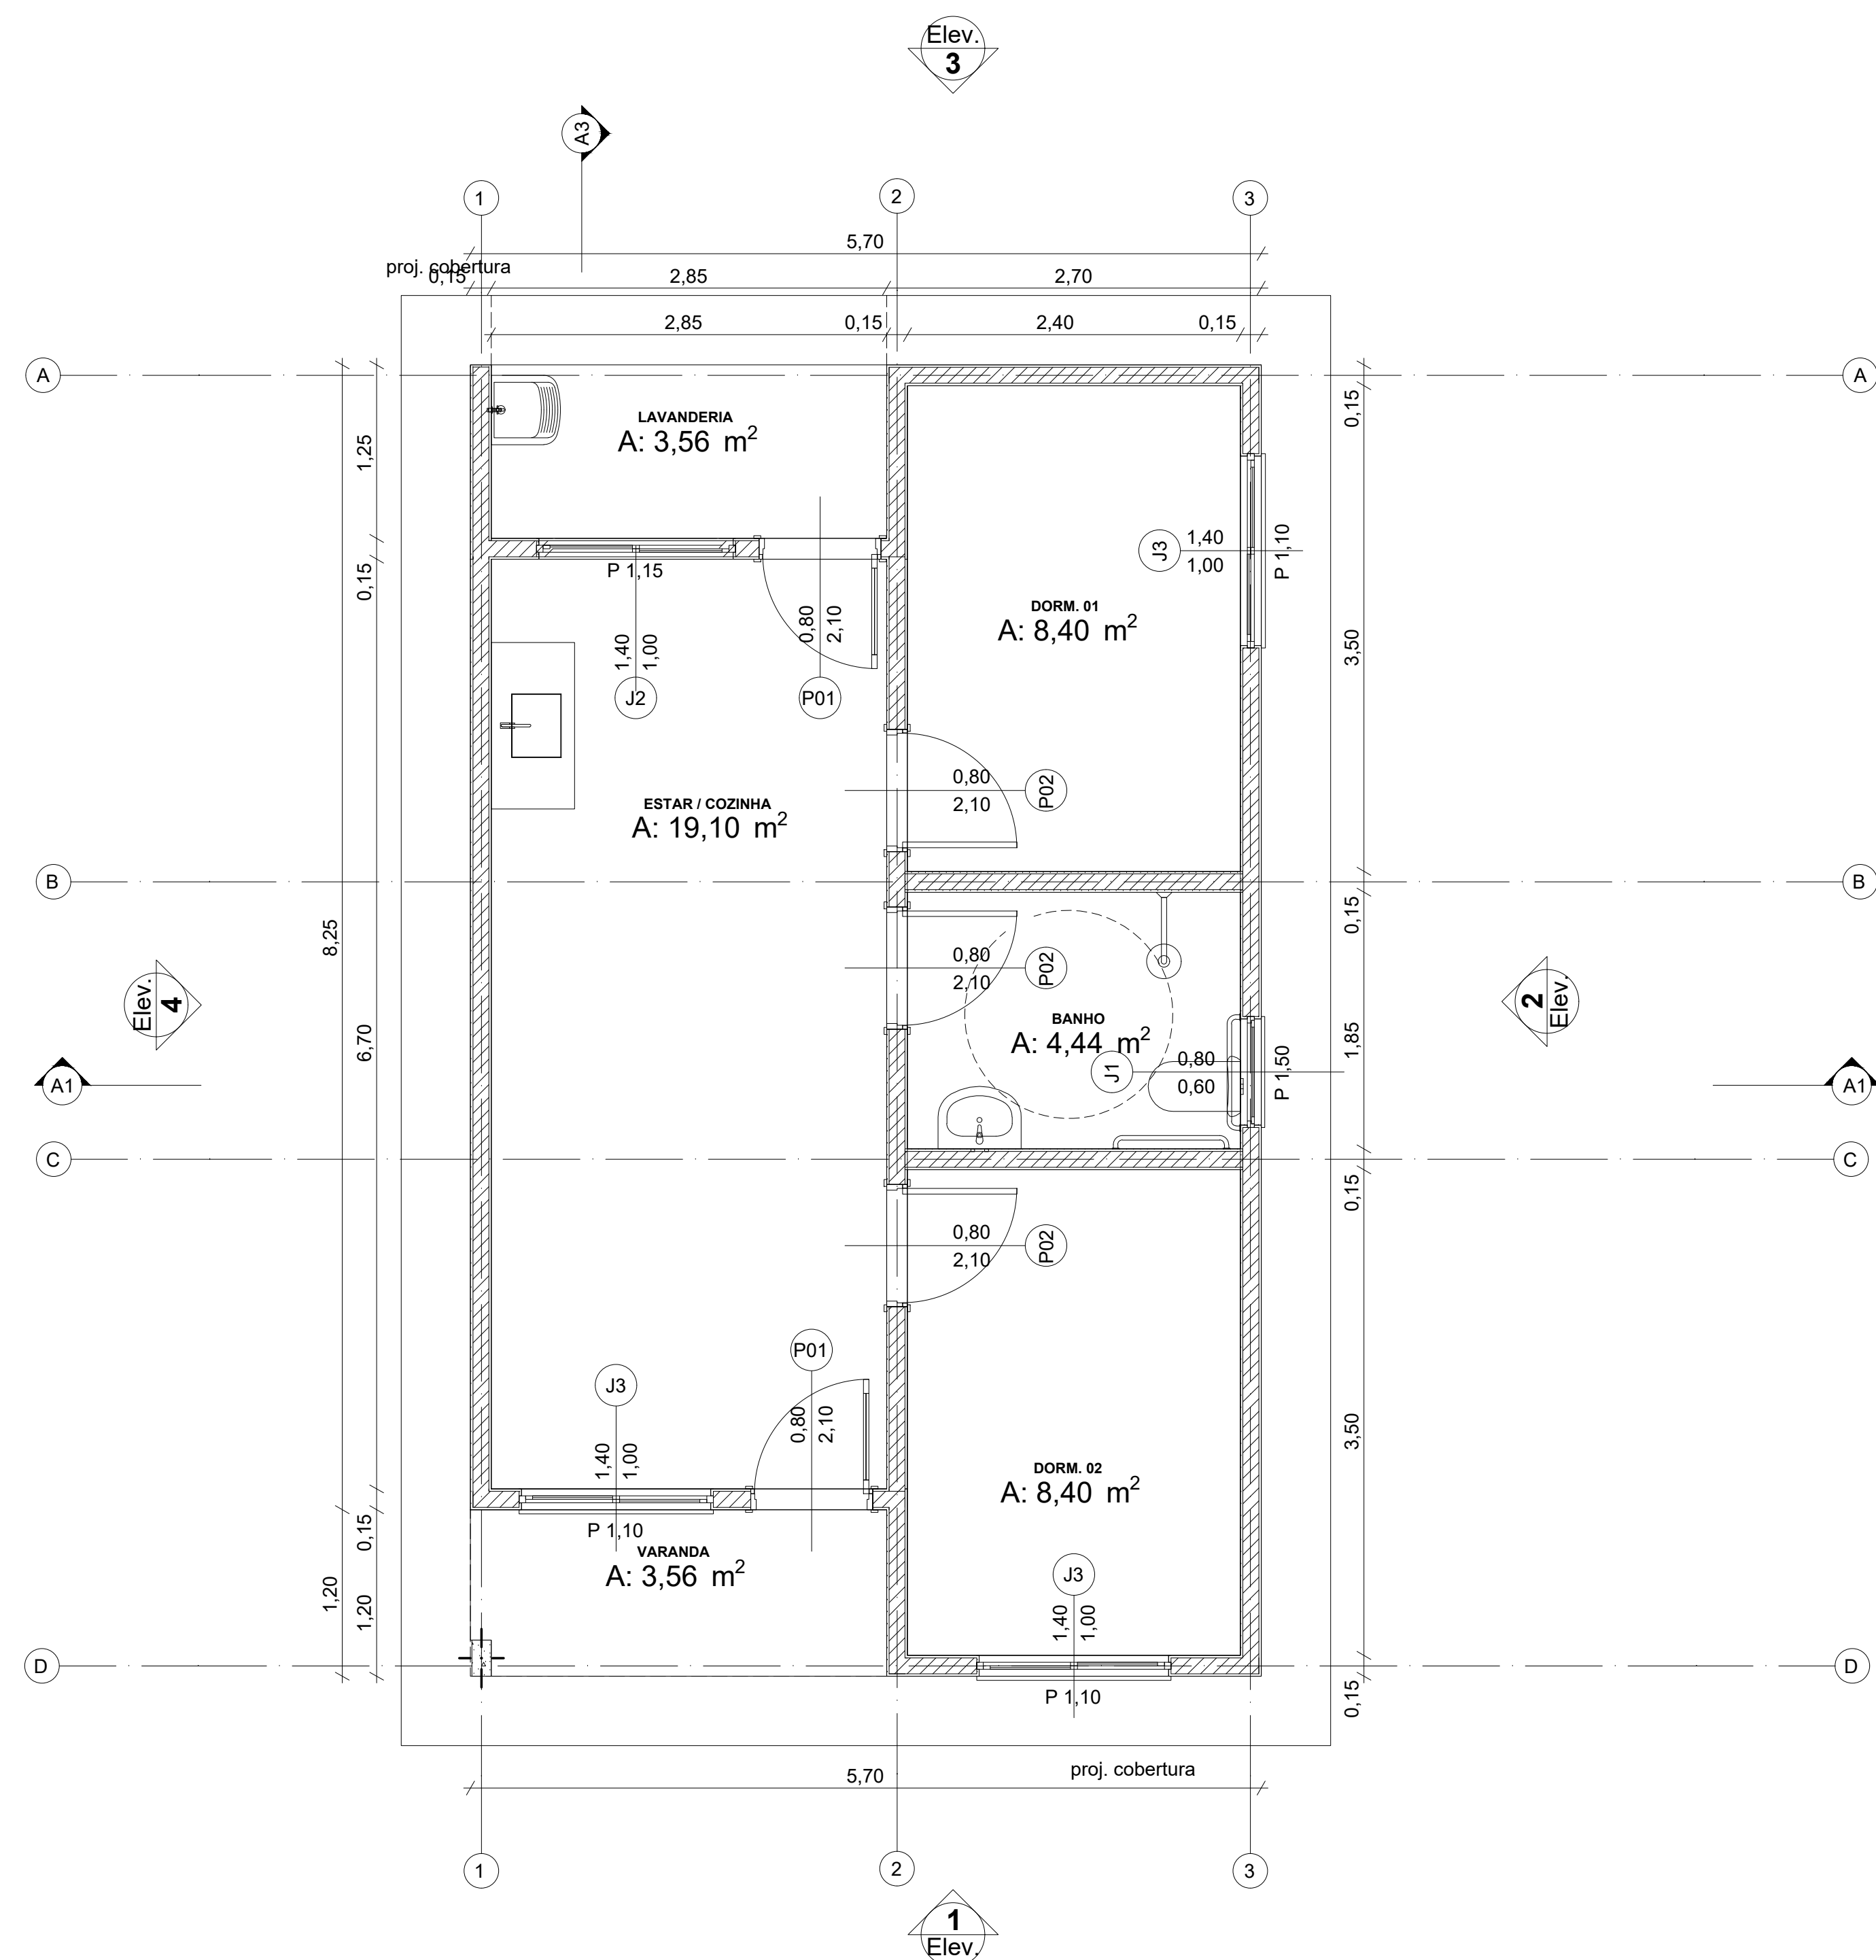 Elev.
3
A3
1
2
3
5,70
proj. cobertura
0,15
2,85
2,70
2,85
0,15
2,40
0,15
A
A
LAVANDERIA
A: 3,56 m²
1,25
0,15
0,15
P 1,15
1,40
1,00
J2
0,80
2,10
P01
J3
1,40
1,00
P 1,10
DORM. 01
A: 8,40 m²
3,50
ESTAR / COZINHA
A: 19,10 m²
0,80
2,10
P02
B
B
8,25
0,15
0,80
2,10
P02
Elev.
4
2
Elev.
6,70
BANHO
A: 4,44 m²
J1
0,80
0,60
P 1,50
1,85
A1
A1
C
C
0,15
0,80
2,10
P02
P01
0,80
2,10
J3
1,40
1,00
P 1,10
3,50
DORM. 02
A: 8,40 m²
0,15
VARANDA
A: 3,56 m²
J3
1,40
1,00
1,20
1,20
D
D
P 1,10
0,15
proj. cobertura
5,70
1
2
3
1
Elev.